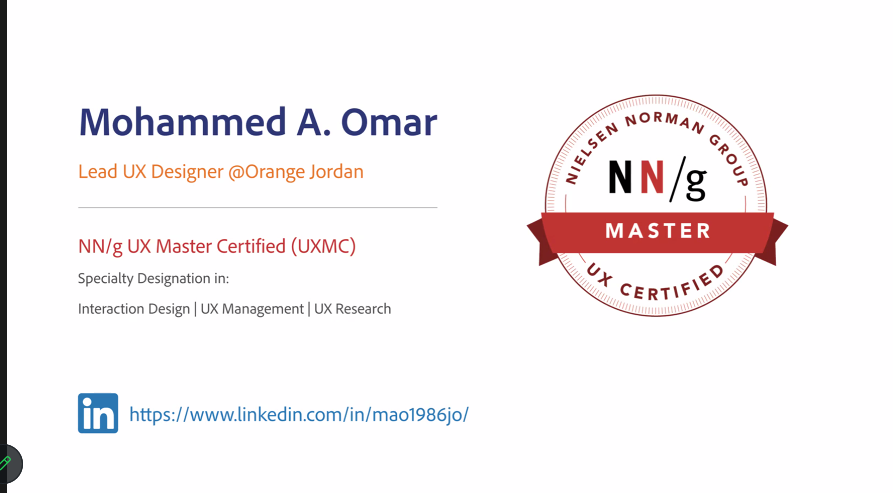 Mohammed A. Omar
Lead UX Designer @Orange Jordan
NN/g UX Master Certified (UXMC)
Specialty Designation in:
Interaction Design | UX Management | UX Research
in https://www.linkedin.com/in/mao1986jo/
NIELSEN NORMAN GROUP
NN/g
MASTER
UX CERTIFIED